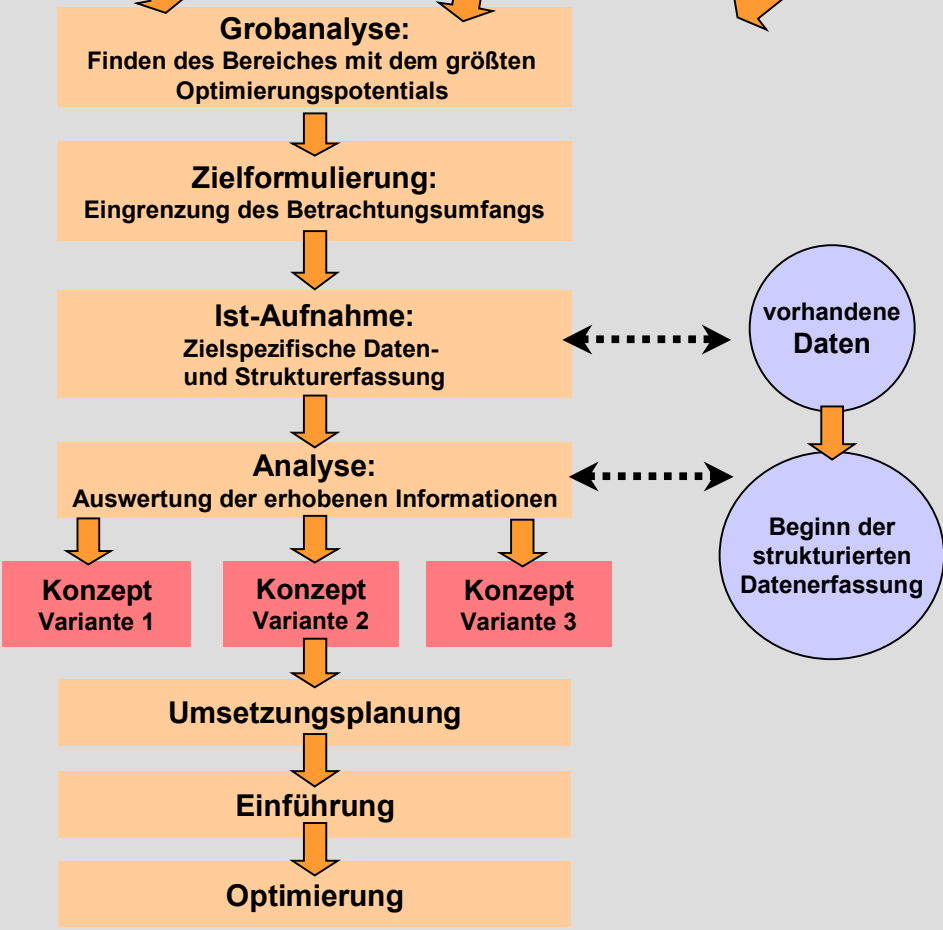 Grobanalyse:
Finden des Bereiches mit dem größten
Optimierungspotentials
Zielformulierung:
Eingrenzung des Betrachtungsumfangs
Ist-Aufnahme:
Zielspezifische Daten-
und Strukturerfassung
vorhandene
Daten
Analyse:
Auswertung der erhobenen Informationen
Beginn der
strukturierten
Datenerfassung
Konzept
Variante 1
Konzept
Variante 2
Konzept
Variante 3
Umsetzungsplanung
Einführung
Optimierung